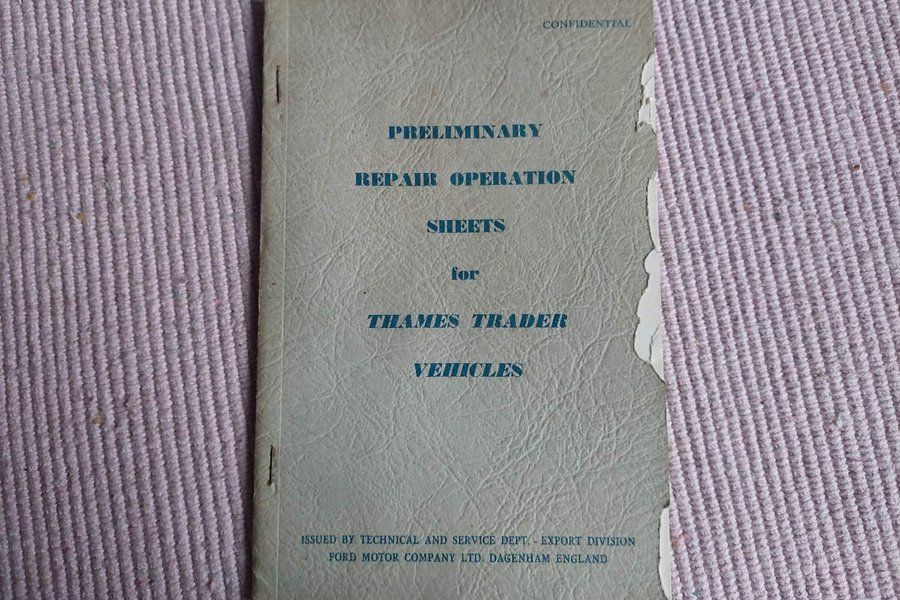 CONFIDENTIAL
PRELIMINARY
REPAIR OPERATION
SHEETS
for
THAMES TRADER
VEHICLES
ISSUED BY TECHNICAL AND SERVICE DEPT. - EXPORT DIVISION
FORD MOTOR COMPANY LTD. DAGENHAM ENGLAND